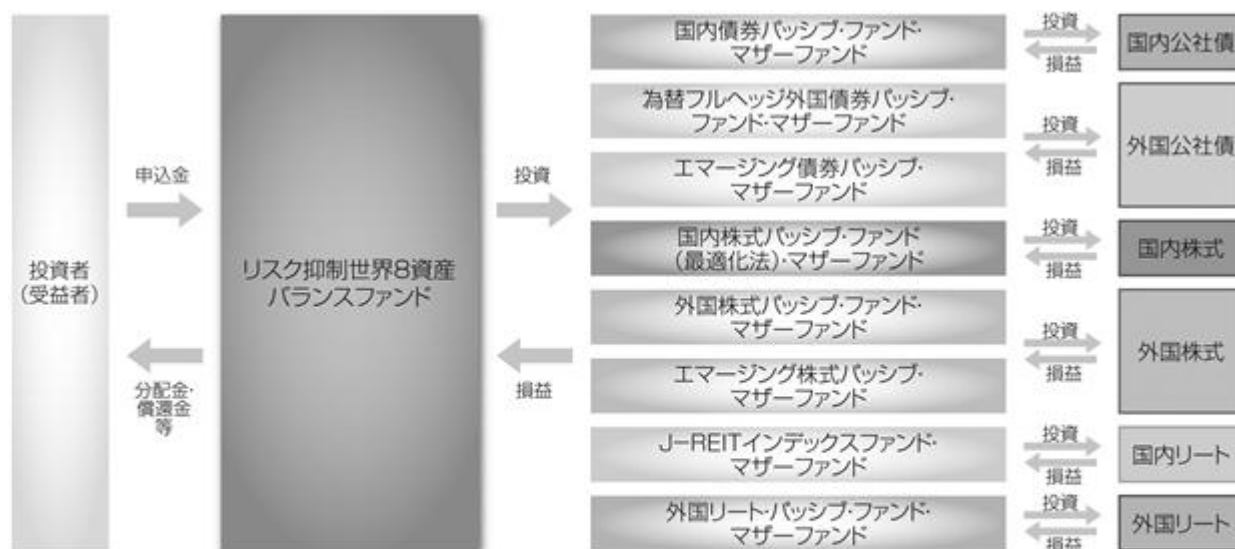 投資者
(受益者)
申込金
分配金・
償還金
等
リスク抑制世界8資産
バランスファンド
投資
損益
国内債券パッシブ・ファンド・
マザーファンド
投資
損益
国内公社債
為替フルヘッジ外国債券パッシブ・
ファンド・マザーファンド
エマージング債券パッシブ・
マザーファンド
投資
損益
外国公社債
国内株式パッシブ・ファンド
(最適化法)・マザーファンド
投資
損益
国内株式
外国株式パッシブ・ファンド・
マザーファンド
エマージング株式パッシブ・
マザーファンド
投資
損益
外国株式
J-REITインデックスファンド・
マザーファンド
投資
損益
国内リート
外国リート・パッシブ・ファンド・
マザーファンド
投資
損益
外国リート